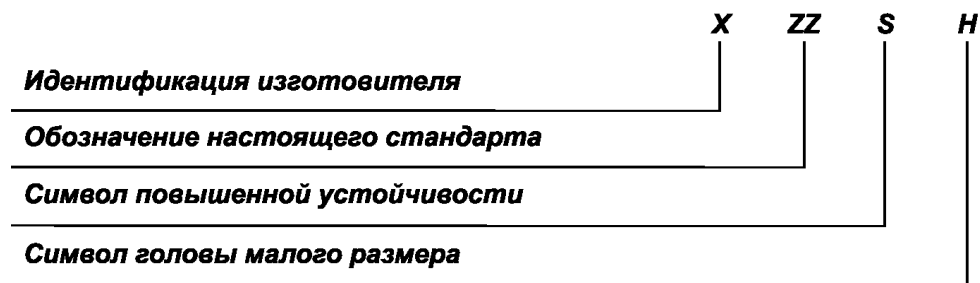 X ZZ S H
Идентификация изготовителя
Обозначение настоящего стандарта
Символ повышенной устойчивости
Символ головы малого размера